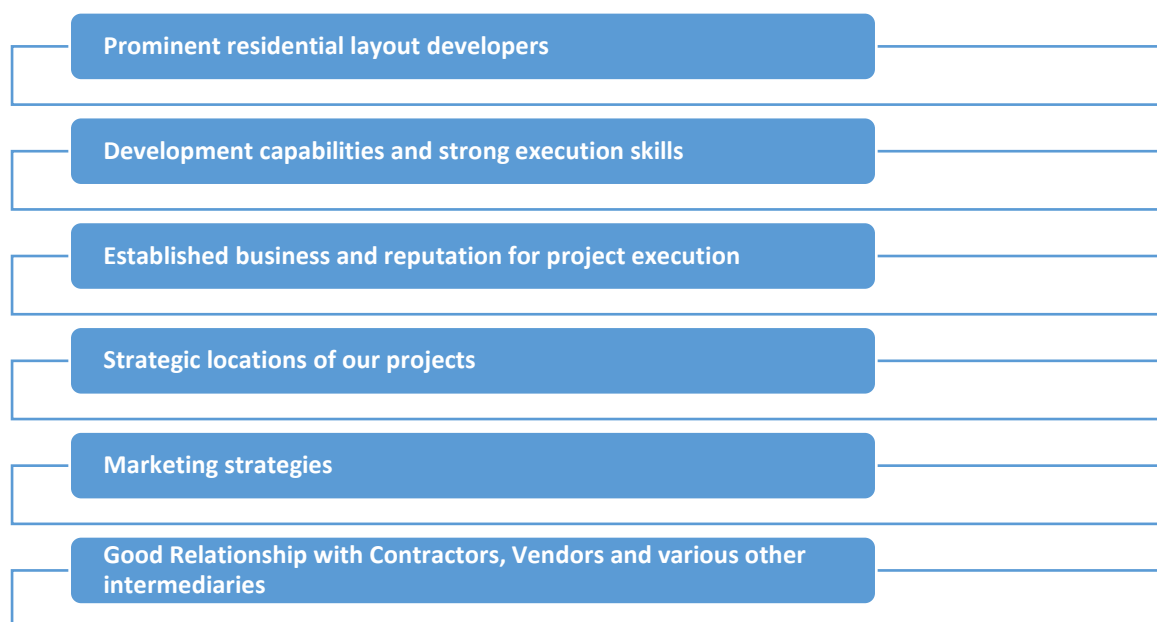 Prominent residential layout developers
Development capabilities and strong execution skills
Established business and reputation for project execution
Strategic locations of our projects
Marketing strategies
Good Relationship with Contractors, Vendors and various other
intermediaries